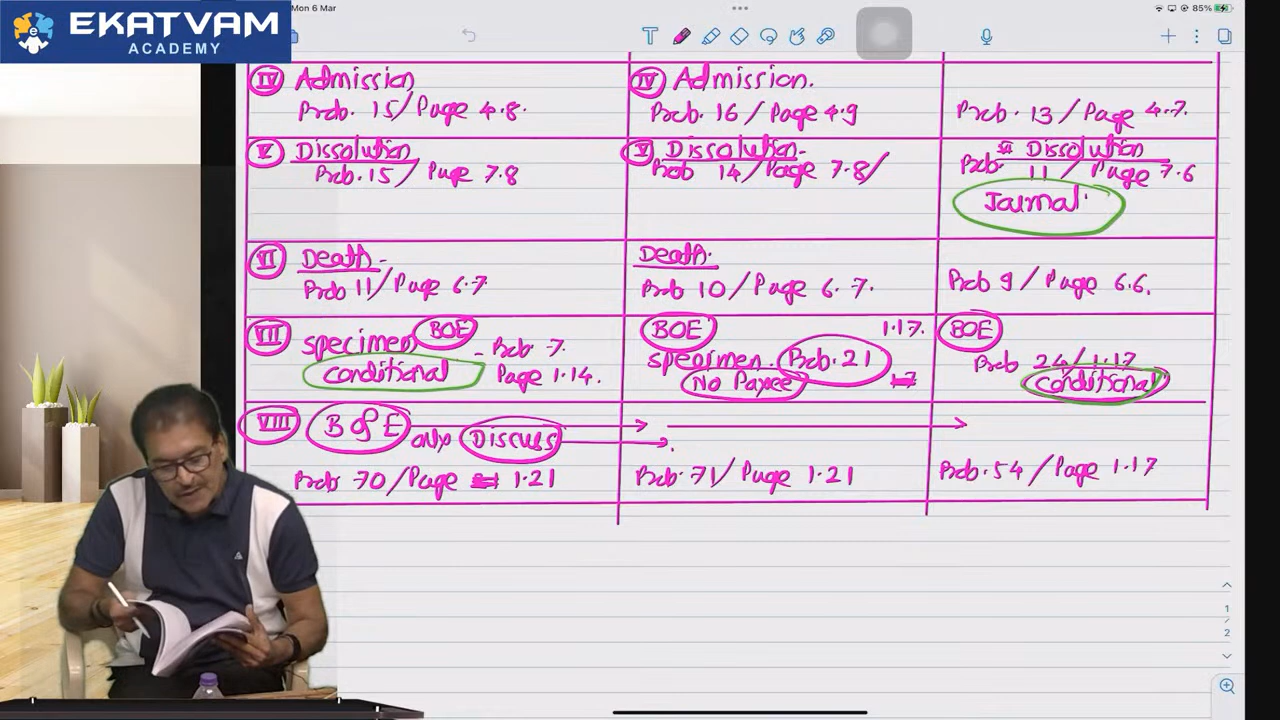 EKATVAM
ACADEMY
Mon 6 Mar
85%
IV Admission
Prob. 15/Page 4.8.
IV Admission.
Prob. 16/Page 4.9
Prob. 13/Page 4.7.
V Dissolution
Prob. 15/ Page 7.8
V Dissolution-
Prob 14/Page 7.8/
Dissolution
Prob. 11/ Page 7.6
Journal.
VI Death-
Prob 11/Page 6.7
Death.
Prob 10/Page 6.7.
Prob 9/Page 6.6.
VII specimen BOE
conditional
- Prob 7.
Page 1.14.
BOE 1.17.
specimen. Prob. 21
No Payee
BOE
Prob 24/1.17
conditional
VIII B of E only Discuss
Prob 70/Page 1.21
Prob. 71/Page 1.21
Prob. 54/Page 1.17
1
2